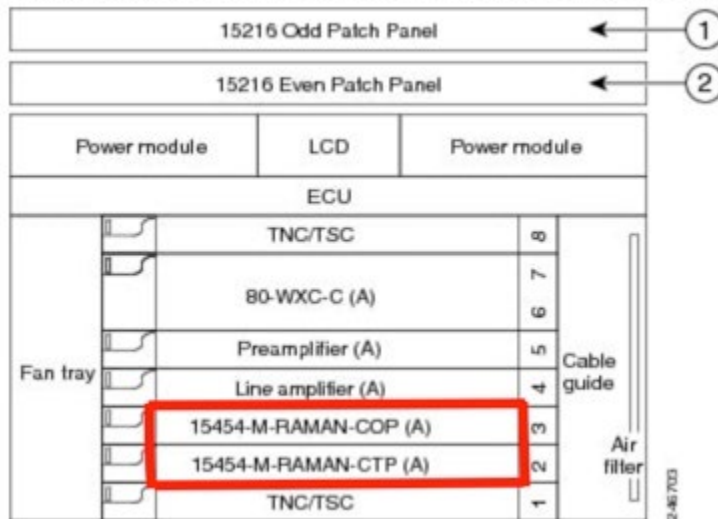 15216 Odd Patch Panel 1
15216 Even Patch Panel 2
Power module LCD Power module
ECU
TNC/TSC 8
80-WXC-C (A) 7
6
Preamplifier (A) 5
Fan tray
Line amplifier (A) 4
Cable
guide
15454-M-RAMAN-COP (A) 3
15454-M-RAMAN-CTP (A) 2
Air
filter
TNC/TSC 1
246703